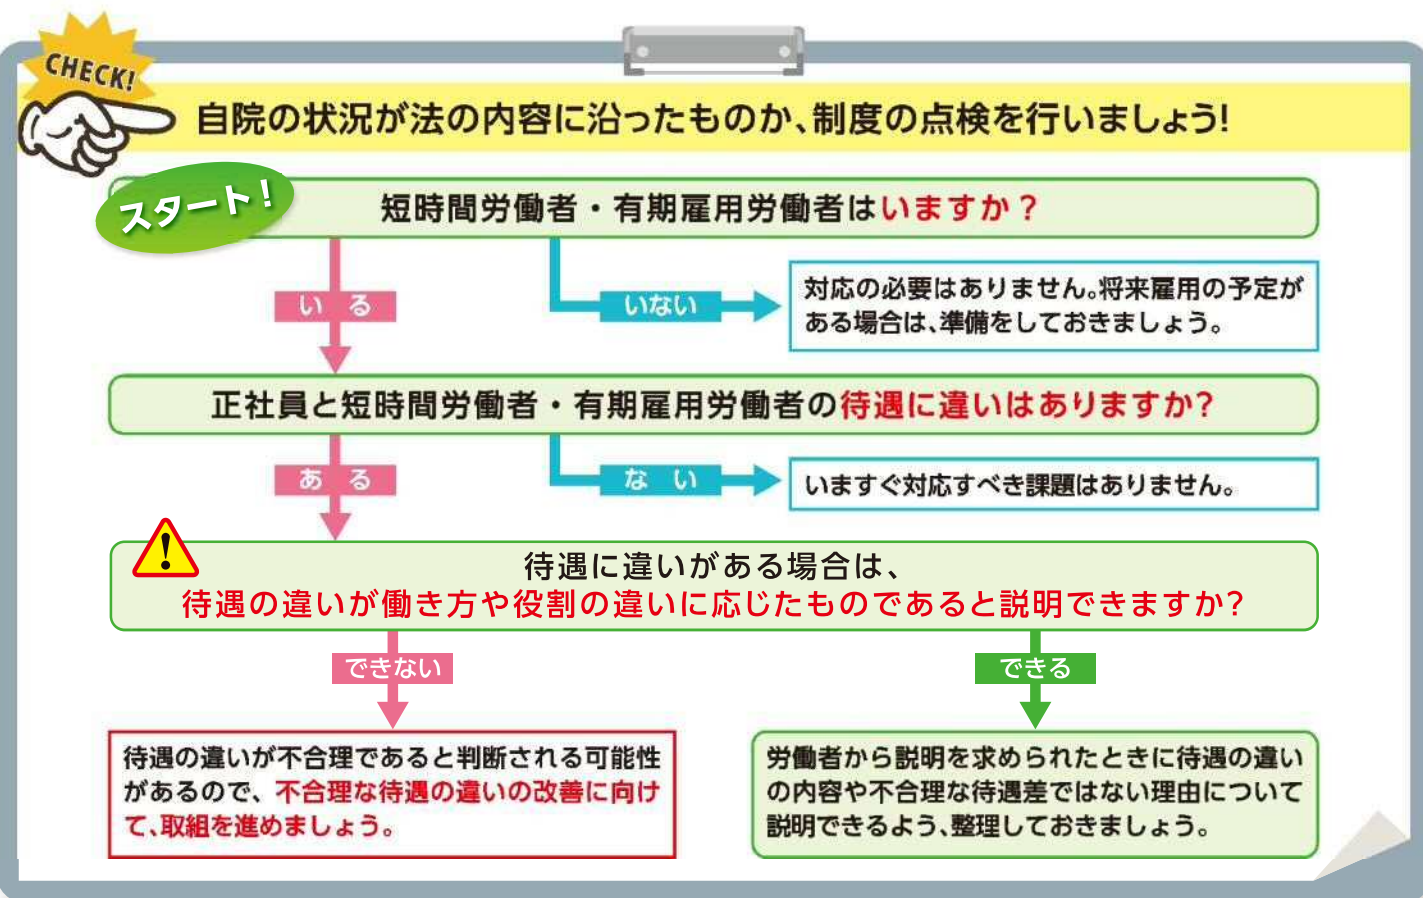 CHECK!
自院の状況が法の内容に沿ったものか、制度の点検を行いましょう!
スタート!
短時間労働者・有期雇用労働者はいますか?
いる
いない
対応の必要はありません。将来雇用の予定が
ある場合は、準備をしておきましょう。
正社員と短時間労働者・有期雇用労働者の待遇に違いはありますか?
ある
ない
いますぐ対応すべき課題はありません。
待遇に違いがある場合は、
待遇の違いが働き方や役割の違いに応じたものであると説明できますか?
できない
できる
待遇の違いが不合理であると判断される可能性
があるので、不合理な待遇の違いの改善に向け
て、取組を進めましょう。
労働者から説明を求められたときに待遇の違い
の内容や不合理な待遇差ではない理由について
説明できるよう、整理しておきましょう。